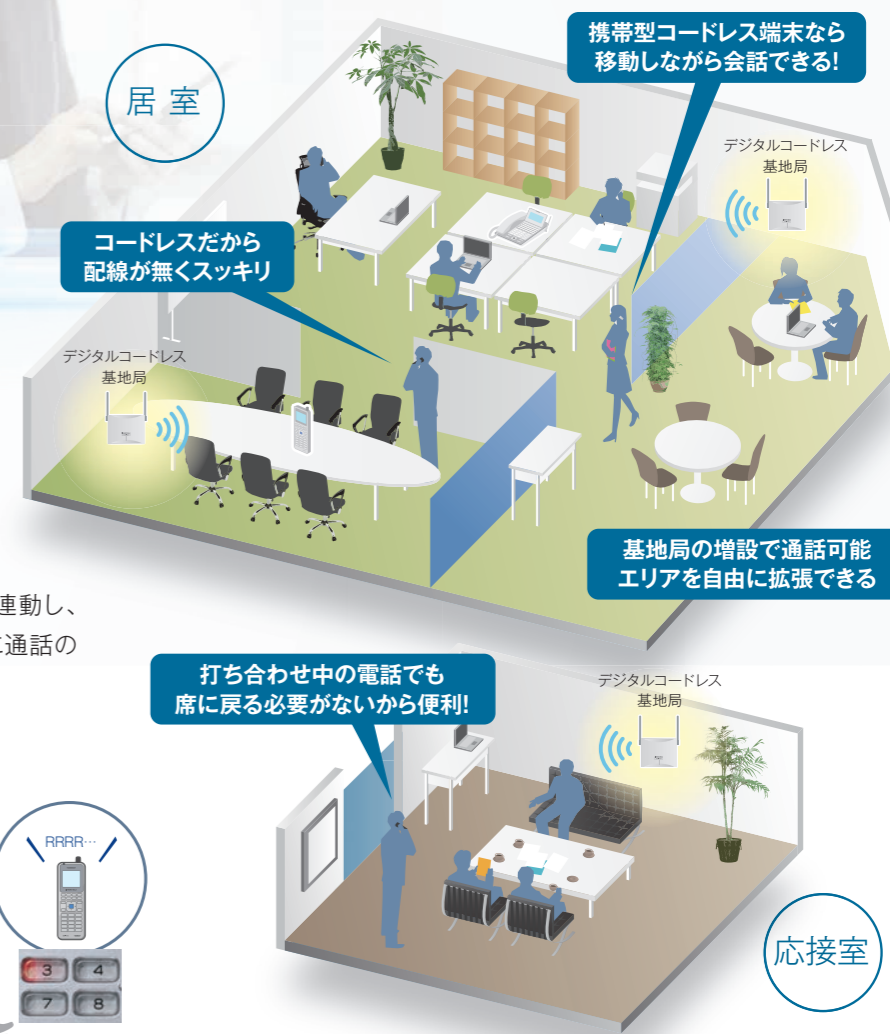 携帯型コードレス端末なら
移動しながら会話できる!
居室
デジタルコードレス
基地局
コードレスだから
配線が無くスッキリ
デジタルコードレス
基地局
基地局の増設で通話可能
エリアを自由に拡張できる
連動し、
通話の
打ち合わせ中の電話でも
席に戻る必要がないから便利!
デジタルコードレス
基地局
RRRR…
3 4
7 8
応接室